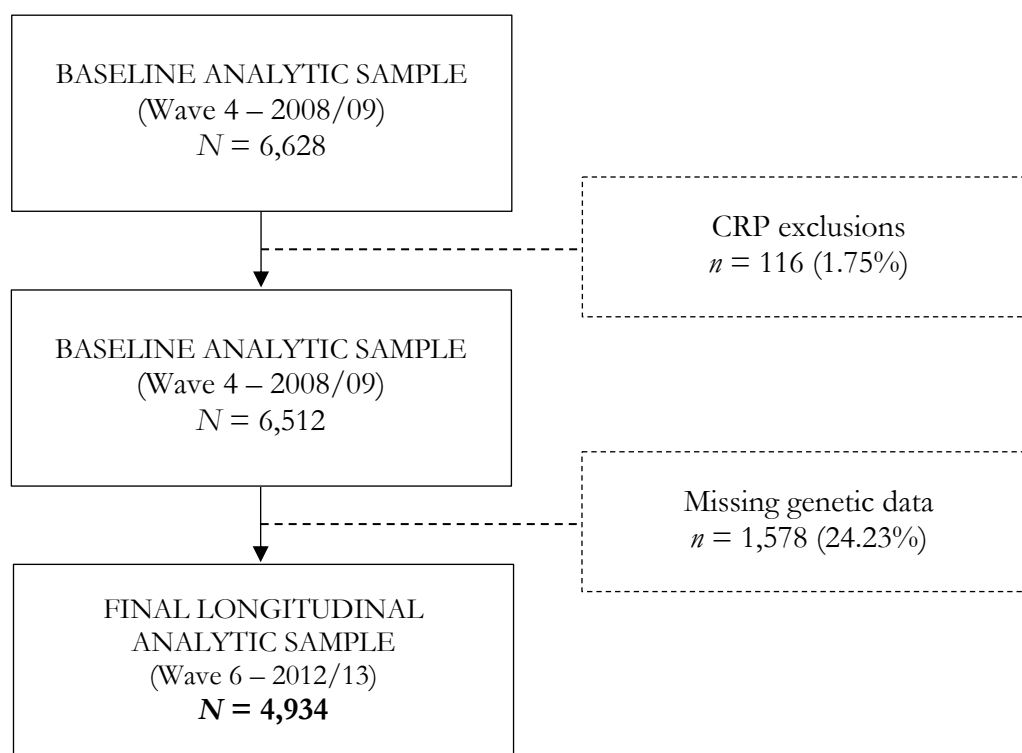 BASELINE ANALYTIC SAMPLE
(Wave 4 – 2008/09)
N = 6,628
CRP exclusions
n = 116 (1.75%)
BASELINE ANALYTIC SAMPLE
(Wave 4 – 2008/09)
N = 6,512
Missing genetic data
n = 1,578 (24.23%)
FINAL LONGITUDINAL
ANALYTIC SAMPLE
(Wave 6 – 2012/13)
N = 4,934